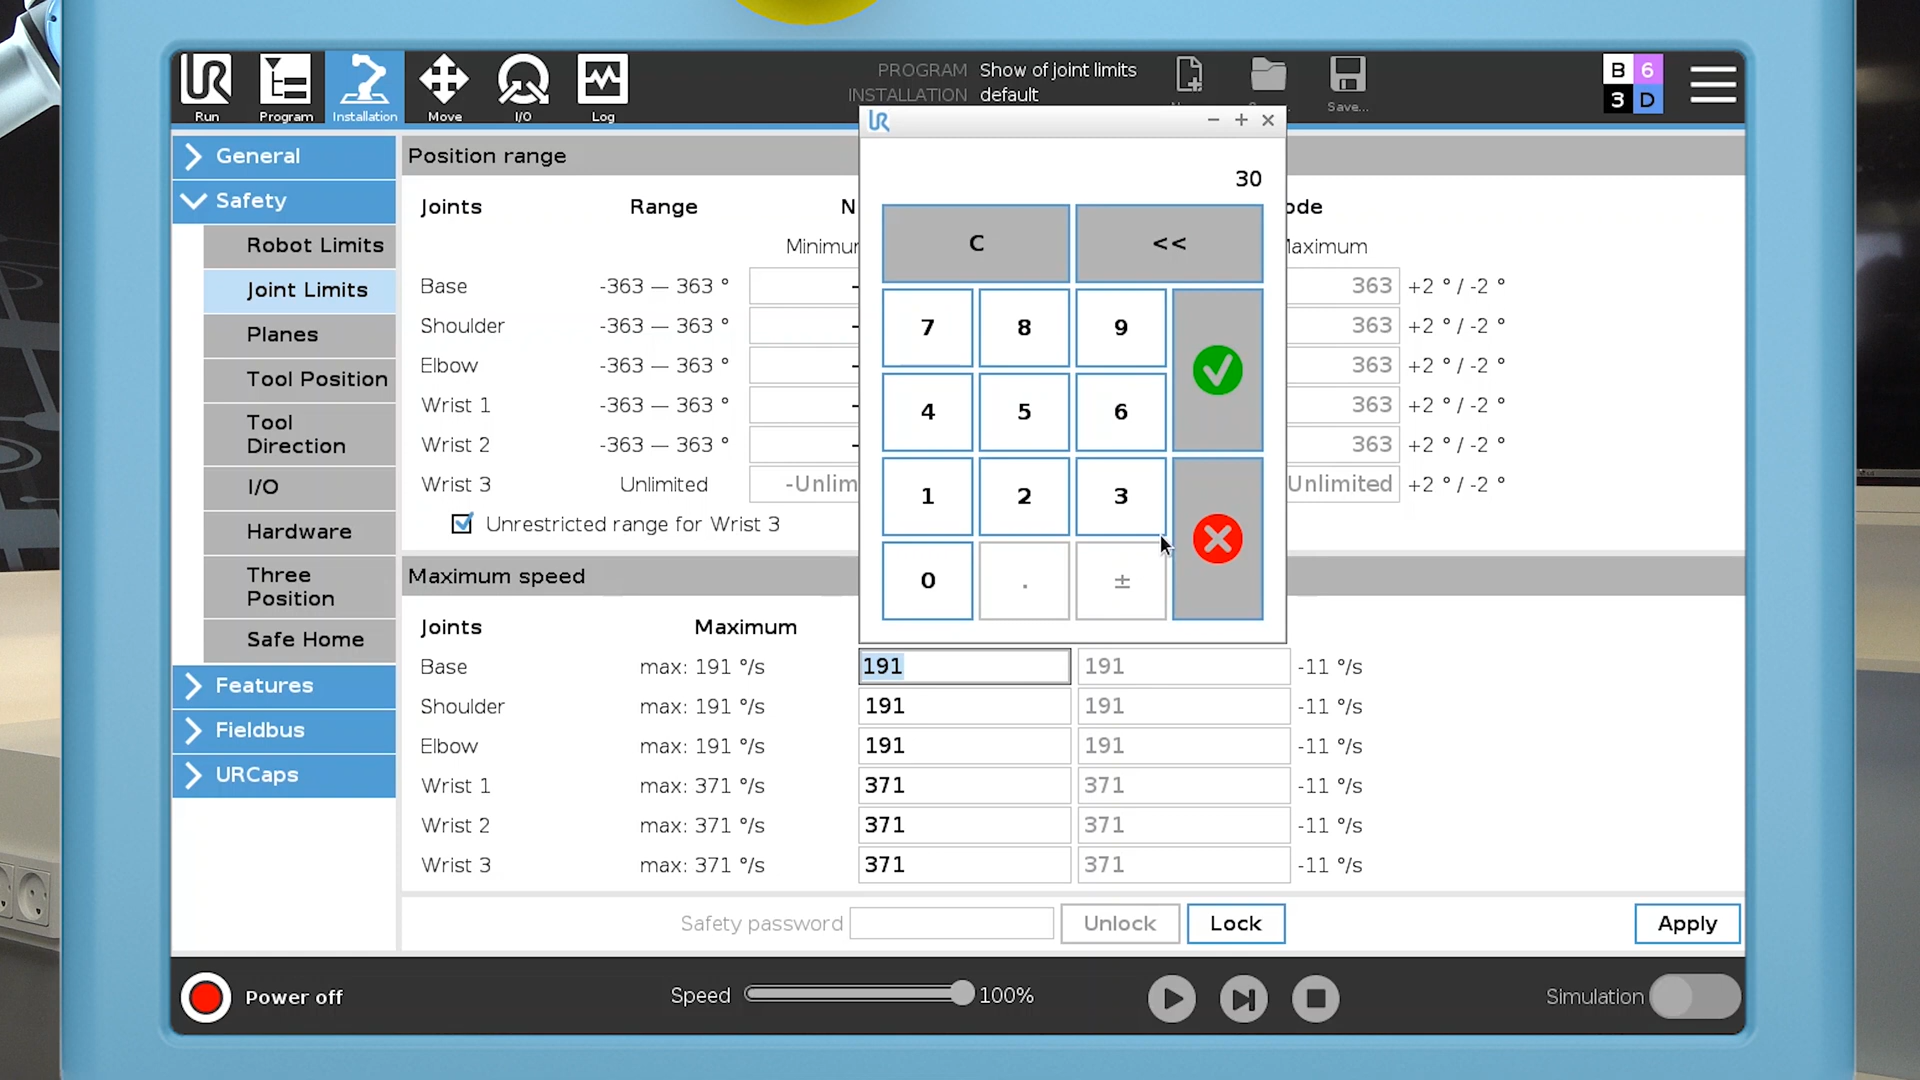 PROGRAM Show of joint limits
INSTALLATION default
Run Program Installation Move I/O Log
Save...
B 6
3 D
General
Safety
Robot Limits
Joint Limits
Planes
Tool Position
Tool
Direction
I/O
Hardware
Three
Position
Safe Home
Features
Fieldbus
URCaps
Position range
Joints Range
Maximum
Base -363 — 363 ° - 363 +2 ° / -2 °
Shoulder -363 — 363 ° - 363 +2 ° / -2 °
Elbow -363 — 363 ° - 363 +2 ° / -2 °
Wrist 1 -363 — 363 ° - 363 +2 ° / -2 °
Wrist 2 -363 — 363 ° - 363 +2 ° / -2 °
Wrist 3 Unlimited -Unlim Unlimited +2 ° / -2 °
Unrestricted range for Wrist 3
UR − + ×
30
C <<
7 8 9
4 5 6
1 2 3
0 . ±
Maximum speed
Joints Maximum
Base max: 191 °/s 191 191 -11 °/s
Shoulder max: 191 °/s 191 191 -11 °/s
Elbow max: 191 °/s 191 191 -11 °/s
Wrist 1 max: 371 °/s 371 371 -11 °/s
Wrist 2 max: 371 °/s 371 371 -11 °/s
Wrist 3 max: 371 °/s 371 371 -11 °/s
Safety password Unlock Lock Apply
Power off Speed 100% Simulation